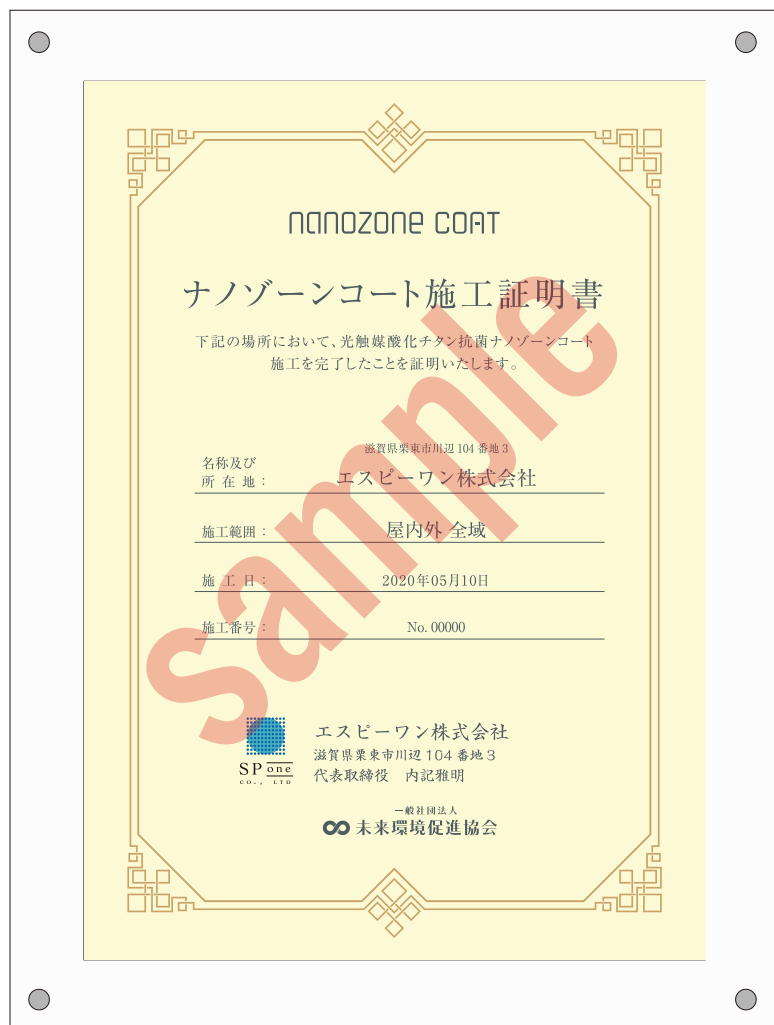 nanozone COAT
ナノゾーンコート施工証明書
下記の場所において、光触媒酸化チタン抗菌ナノゾーンコート
施工を完了したことを証明いたします。
滋賀県栗東市川辺 104 番地 3
名称及び
所 在 地 : エスピーワン株式会社
施工範囲 : 屋内外 全域
施 工 日 : 2020年05月10日
施工番号 : No. 00000
sample
エスピーワン株式会社
滋賀県栗東市川辺 104 番地 3
代表取締役 内記雅明
SP one
CO., LTD
一般社団法人
未来環境促進協会